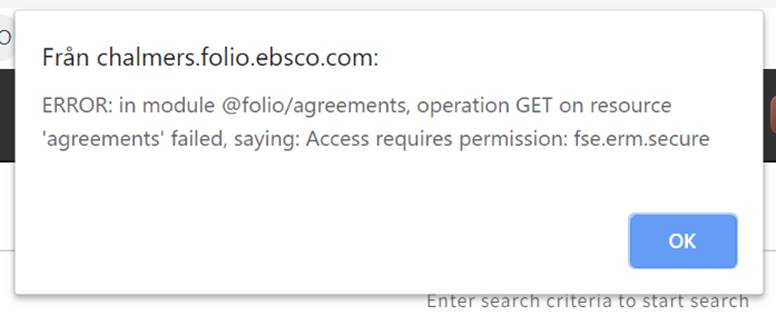 O
Från chalmers.folio.ebsco.com:
ERROR: in module @folio/agreements, operation GET on resource
'agreements' failed, saying: Access requires permission: fse.erm.secure
OK
Enter search criteria to start search